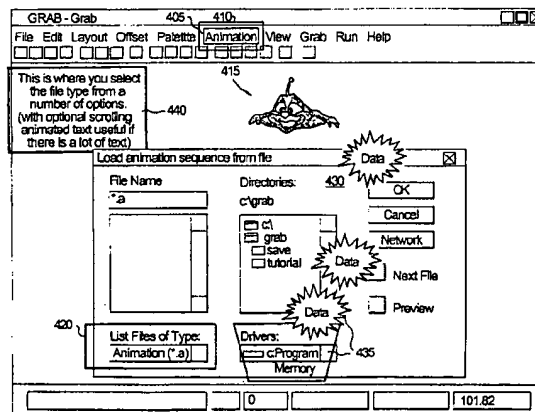 GRAB - Grab
405
410
File Edit Layout Offset Palettte Animation View Grab Run Help
This is where you select
the file type from a
number of options.
(with optional scrolling
animated text useful if
there is a lot of text)
440
415
Data
Load animation sequence from file
File Name
*.a
Directories:
430
c:\grab
OK
Cancel
Network
c:\
grab
save
tutorial
Data
Next File
Preview
Data
420
List Files of Type:
Animation (*.a)
Drivers:
c:Program
Memory
435
0
101.82